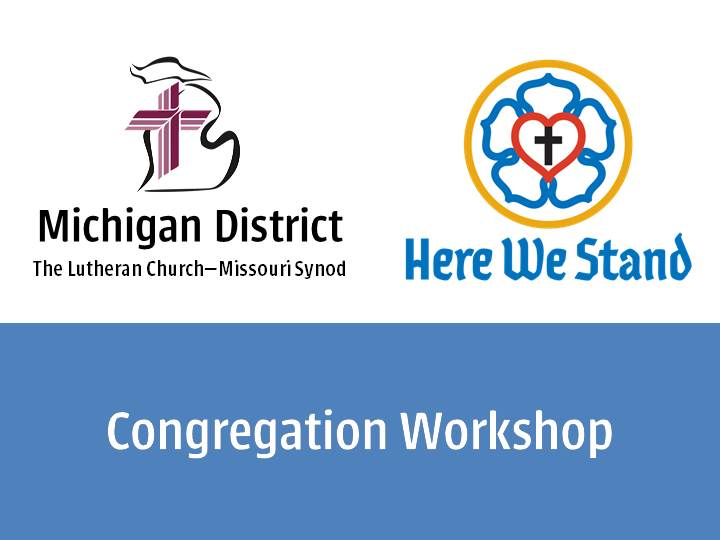 Michigan District
The Lutheran Church—Missouri Synod
Here We Stand
Congregation Workshop